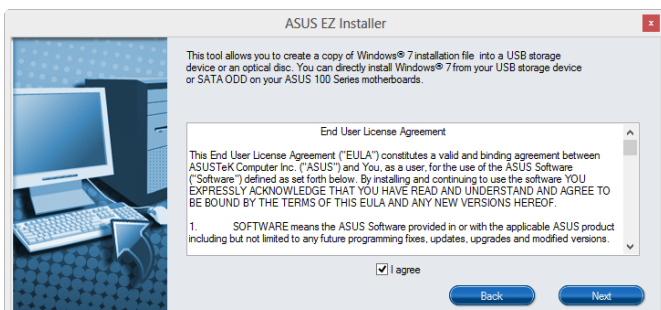 ASUS EZ Installer
x
This tool allows you to create a copy of Windows® 7 installation file into a USB storage
device or an optical disc. You can directly install Windows® 7 from your USB storage device
or SATA ODD on your ASUS 100 Series motherboards.
End User License Agreement
This End User License Agreement ("EULA") constitutes a valid and binding agreement between
ASUSTeK Computer Inc. ("ASUS") and You, as a user, for the use of the ASUS Software
("Software") defined as set forth below. By installing and continuing to use the software YOU
EXPRESSLY ACKNOWLEDGE THAT YOU HAVE READ AND UNDERSTAND AND AGREE TO
BE BOUND BY THE TERMS OF THIS EULA AND ANY NEW VERSIONS HEREOF.
1. SOFTWARE means the ASUS Software provided in or with the applicable ASUS product
including but not limited to any future programming fixes, updates, upgrades and modified versions.
I agree
Back Next